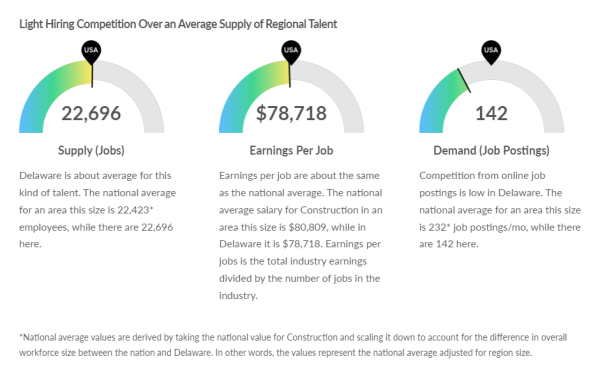 Light Hiring Competition Over an Average Supply of Regional Talent
USA
USA
USA
22,696
$78,718
142
Supply (Jobs)
Earnings Per Job
Demand (Job Postings)
Delaware is about average for this
kind of talent. The national average
for an area this size is 22,423*
employees, while there are 22,696
here.
Earnings per job are about the same
as the national average. The national
average salary for Construction in an
area this size is $80,809, while in
Delaware it is $78,718. Earnings per
jobs is the total industry earnings
divided by the number of jobs in the
industry.
Competition from online job
postings is low in Delaware. The
national average for an area this size
is 232* job postings/mo, while there
are 142 here.
*National average values are derived by taking the national value for Construction and scaling it down to account for the difference in overall
workforce size between the nation and Delaware. In other words, the values represent the national average adjusted for region size.